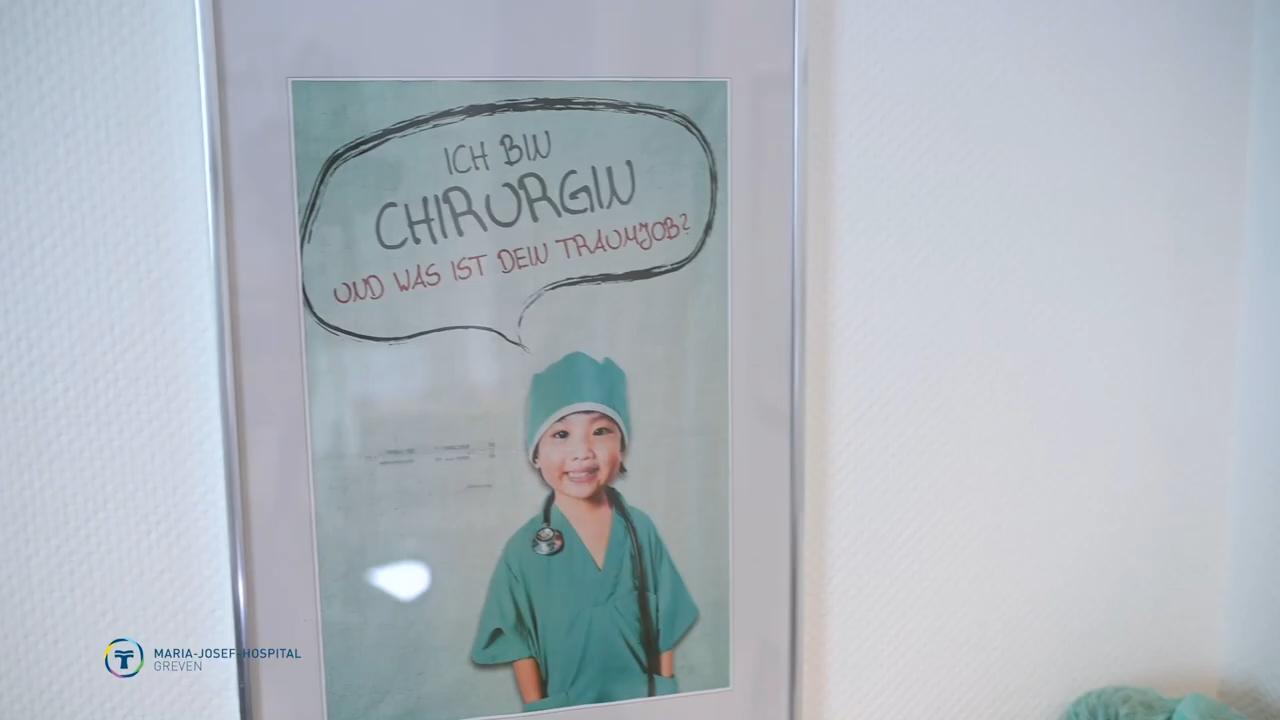 ICH BIN
CHIRURGIN
UND WAS IST DEIN TRAUMJOB?
MARIA-JOSEF-HOSPITAL
GREVEN